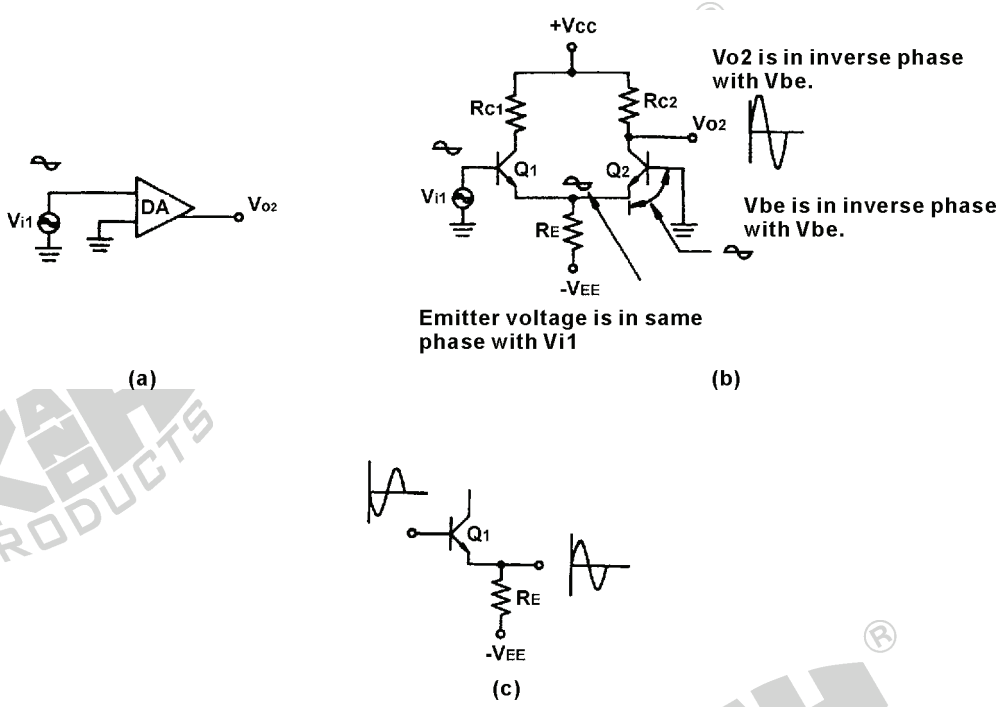 +Vcc
Vo2 is in inverse phase
with Vbe.
Rc1
Rc2
Vo2
Q1
Q2
Vi1
DA
Vo2
Vi1
RE
Vbe is in inverse phase
with Vbe.
-VEE
Emitter voltage is in same
phase with Vi1
(a)
(b)
Q1
RE
-VEE
(c)
®
®
PRODUCTS